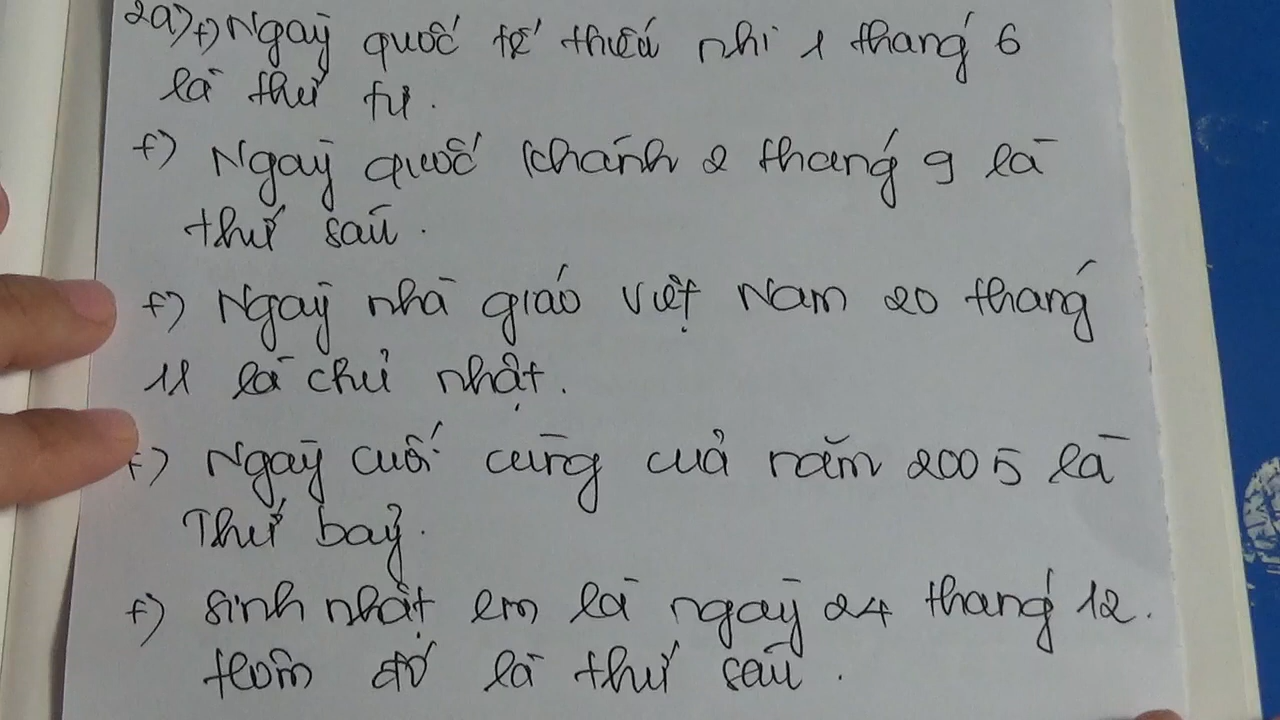 2a) +) Ngày quốc tế thiếu nhi 1 tháng 6
là thứ tư.
+) Ngày quốc khánh 2 tháng 9 là
thứ sáu.
+) Ngày nhà giáo Việt Nam 20 tháng
11 là chủ nhật.
+) Ngày cuối cùng của năm 2005 là
Thứ bảy.
+) sinh nhật em là ngày 24 tháng 12.
Hôm đó là thứ sáu.